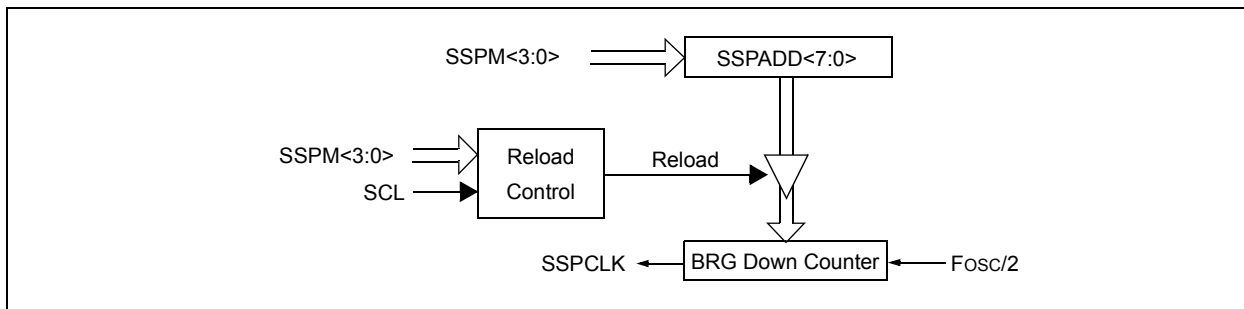 SSPM<3:0>
SSPADD<7:0>
SSPM<3:0>
SCL
Reload
Control
Reload
SSPCLK
BRG Down Counter
FOSC/2